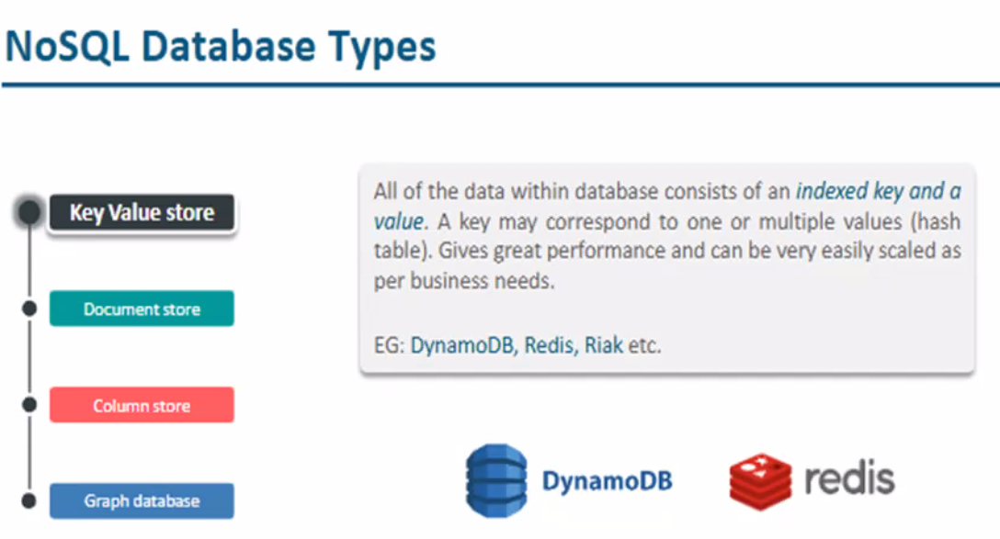 NoSQL Database Types
Key Value store
Document store
Column store
Graph database
All of the data within database consists of an indexed key and a
value. A key may correspond to one or multiple values (hash
table). Gives great performance and can be very easily scaled as
per business needs.
EG: DynamoDB, Redis, Riak etc.
DynamoDB
redis